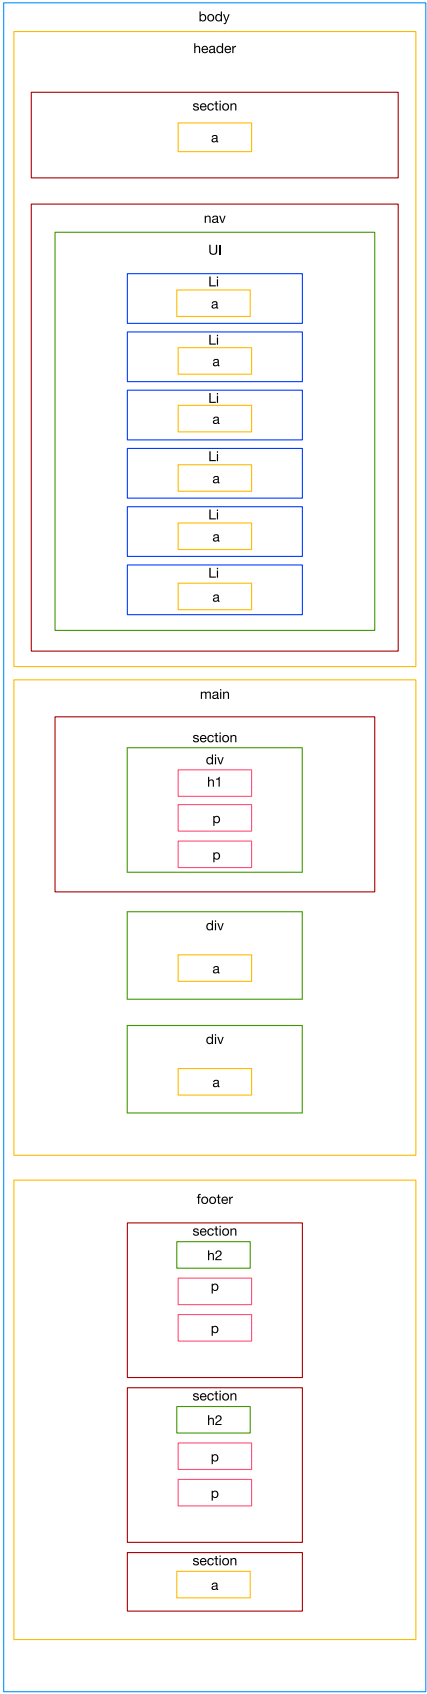 body
header
section
a
nav
UI
Li
a
Li
a
Li
a
Li
a
Li
a
Li
a
main
section
div
h1
p
p
div
a
div
a
footer
section
h2
p
p
section
h2
p
p
section
a